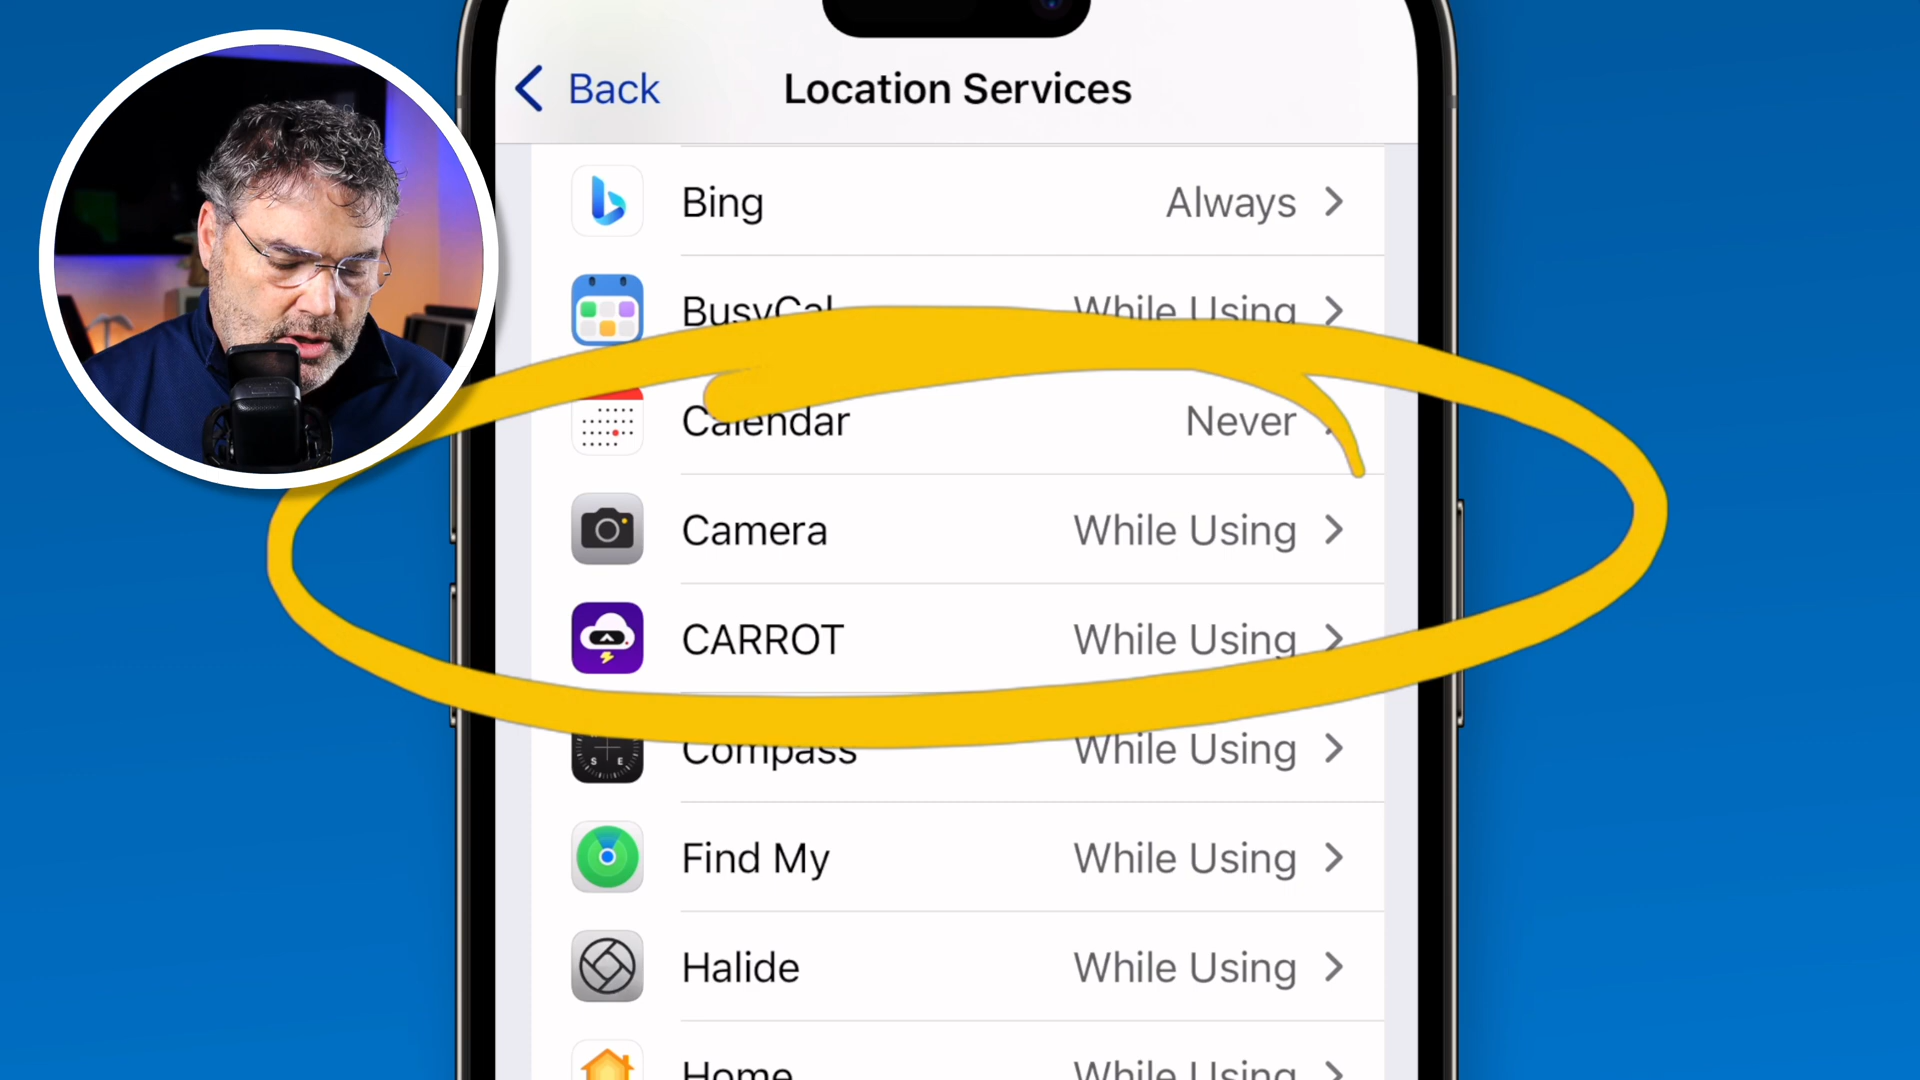 Back
Location Services
Bing Always
BusyCal While Using
Calendar Never
Camera While Using
CARROT While Using
S E
Compass While Using
Find My While Using
Halide While Using
Home While Using